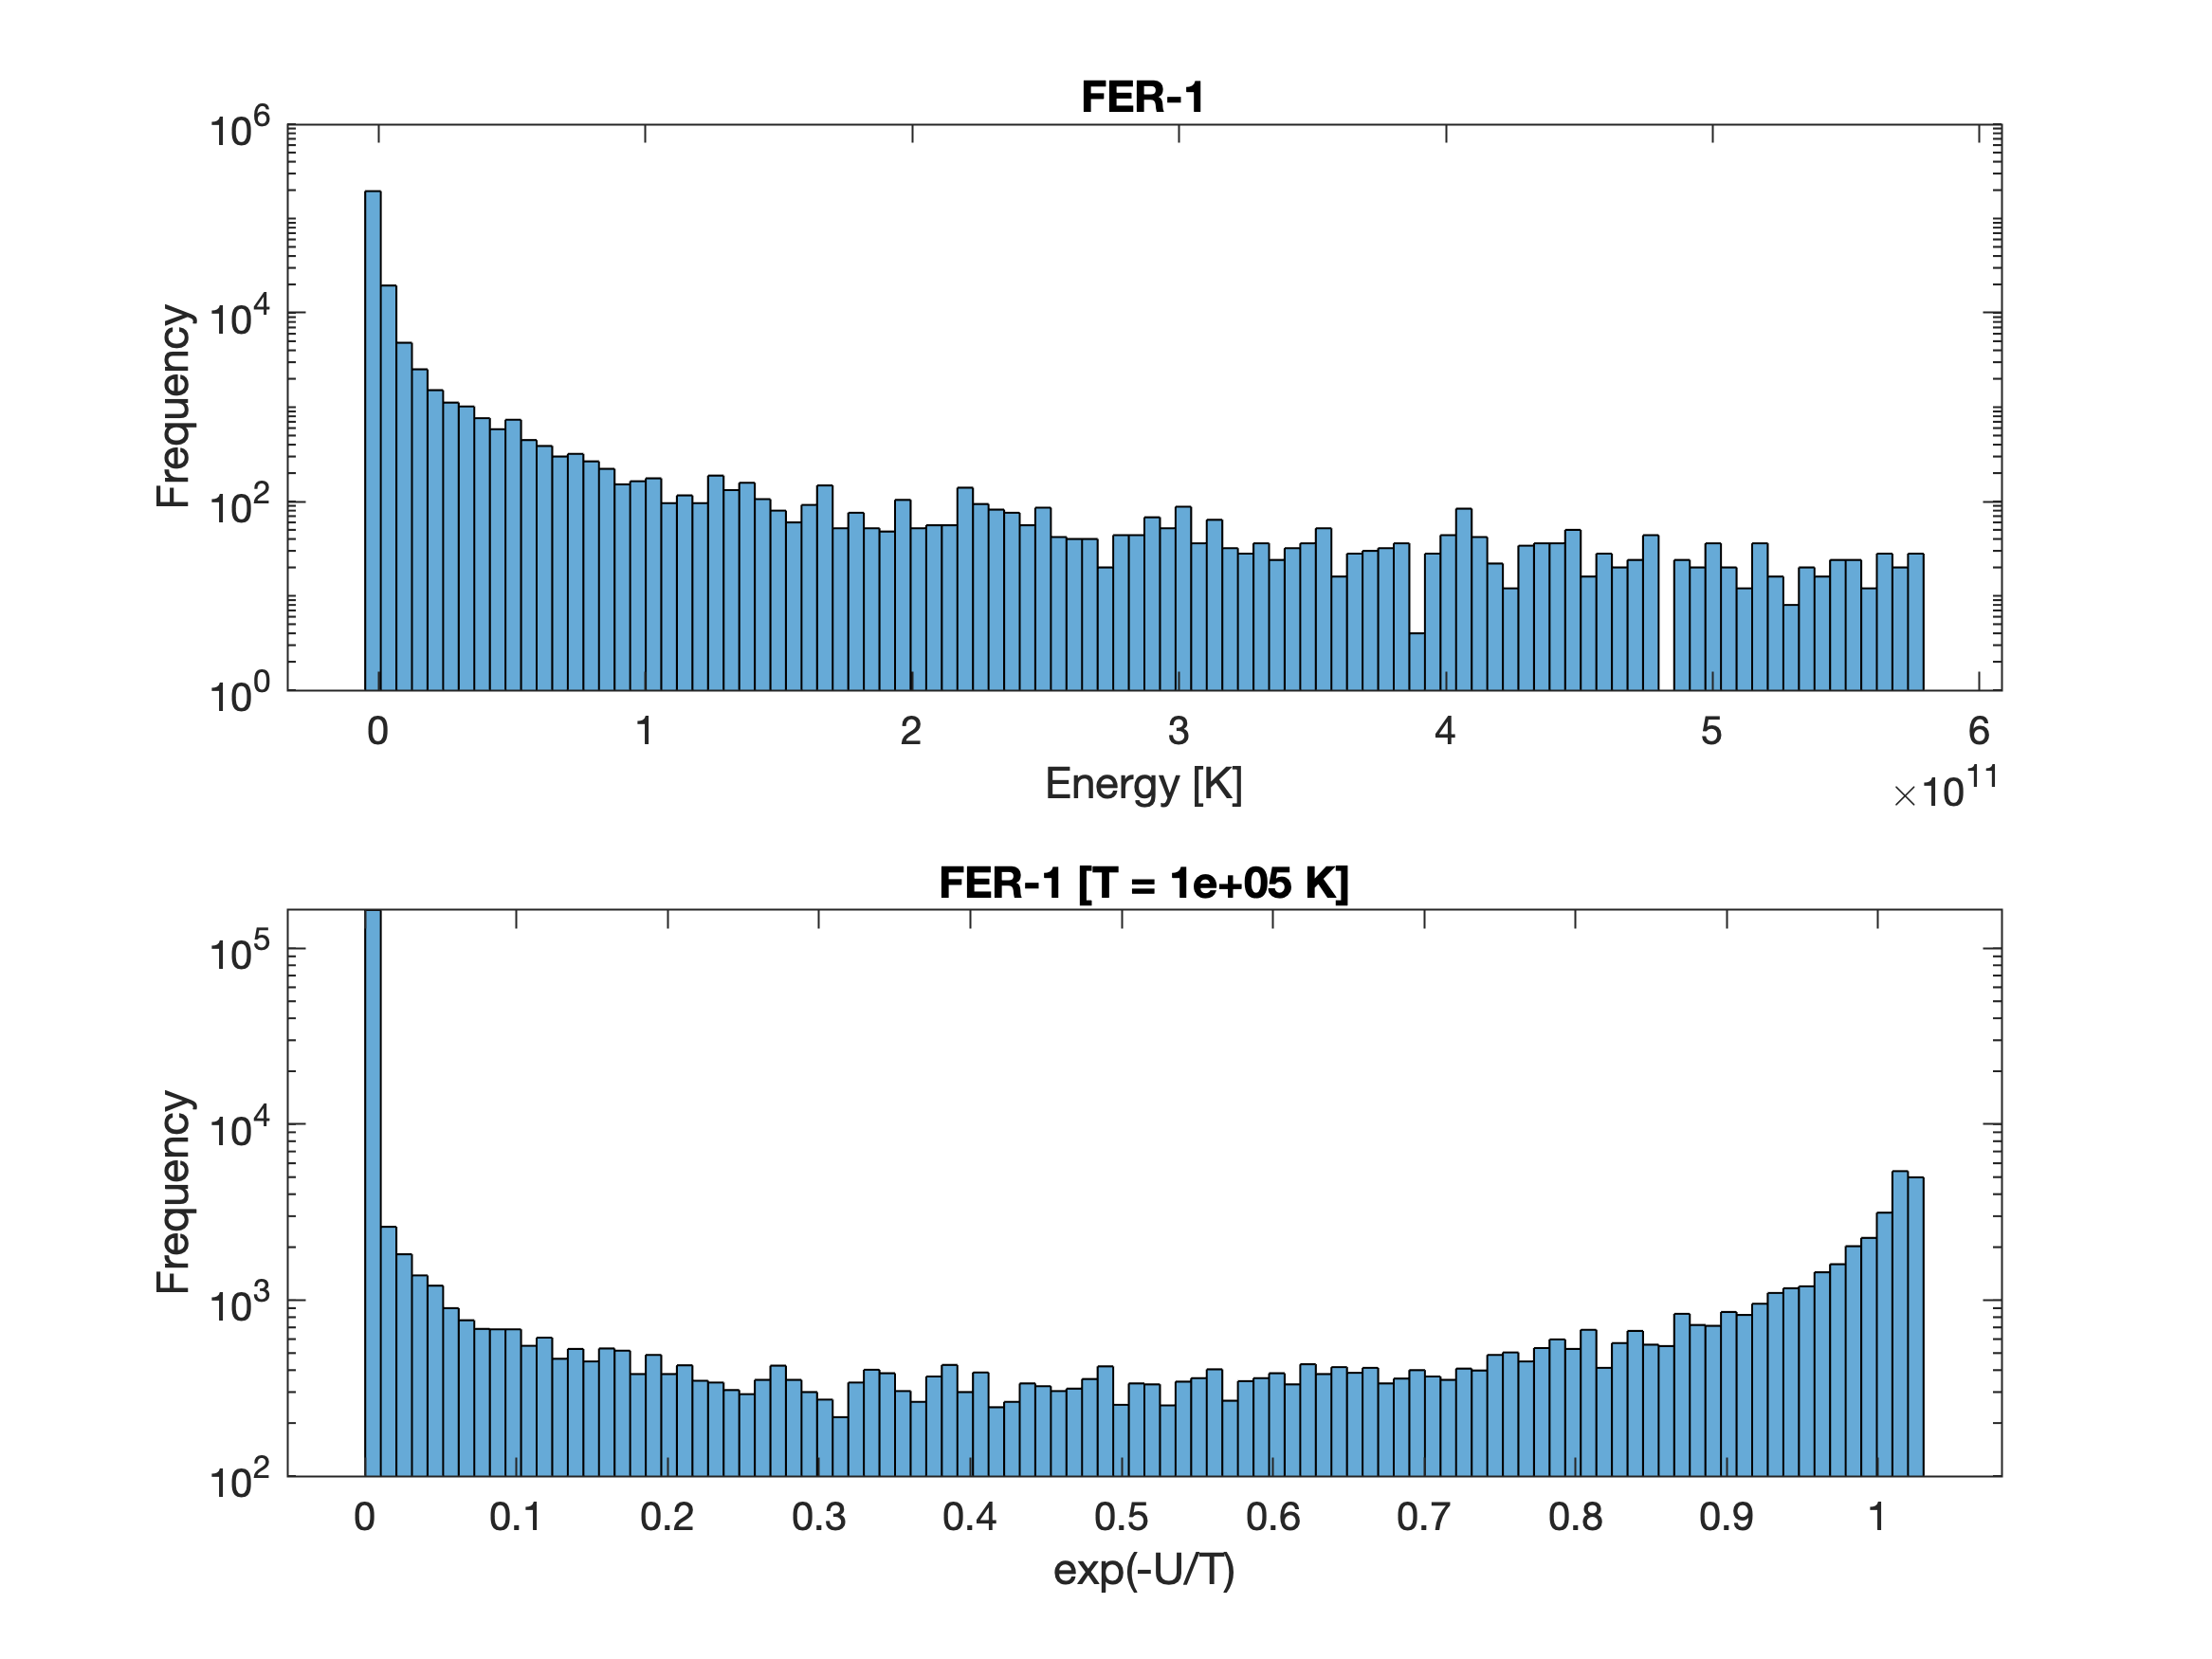 FER-1
10^6
10^4
10^2
10^0
Frequency
0 1 2 3 4 5 6
Energy [K]
×10^11
FER-1 [T = 1e+05 K]
10^5
10^4
10^3
10^2
Frequency
0 0.1 0.2 0.3 0.4 0.5 0.6 0.7 0.8 0.9 1
exp(-U/T)